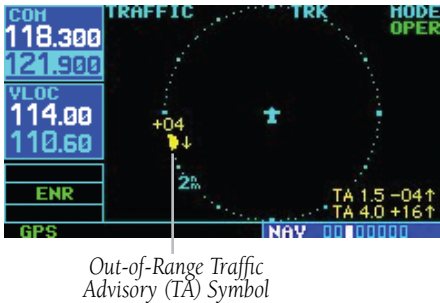 COM
TRAFFIC
TRK
MODE
118.300
OPER
121.900
VLOC
114.00
110.60
+04
↓
2nm
ENR
TA 1.5 -04↑
TA 4.0 +16↑
GPS
NAV
Out-of-Range Traffic
Advisory (TA) Symbol